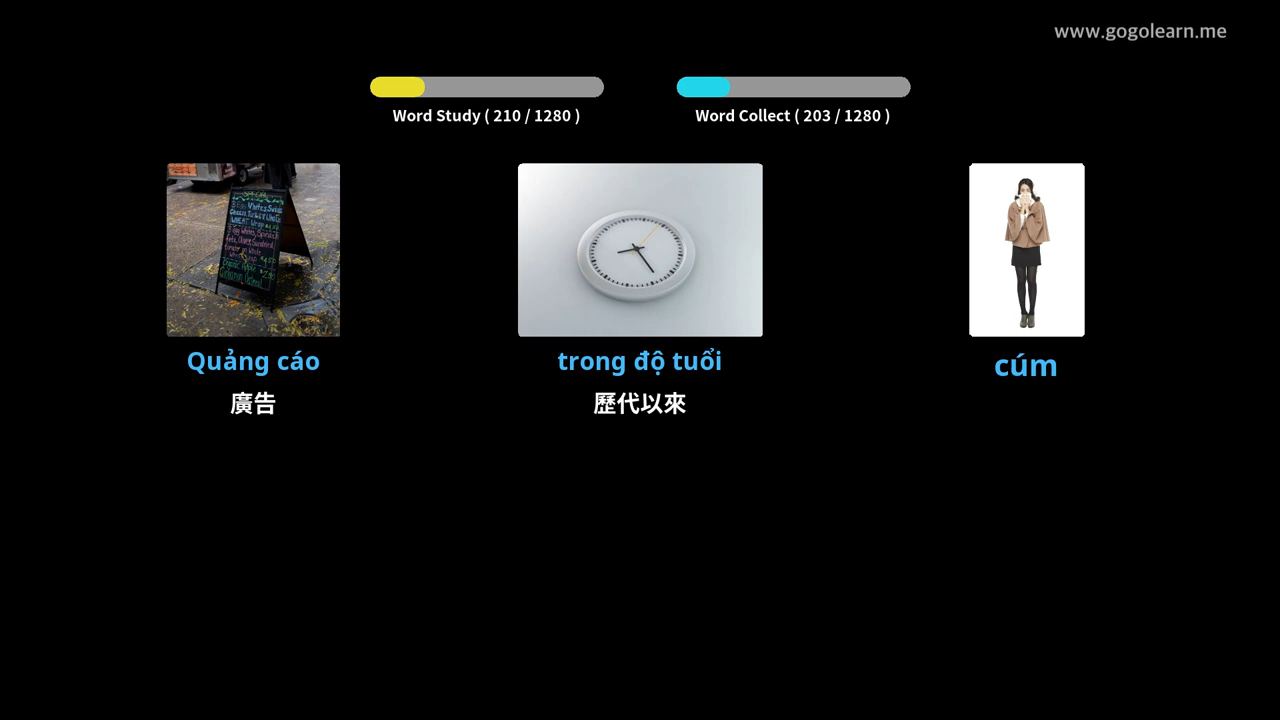 www.gogolearn.me
Word Study ( 210 / 1280 )
Word Collect ( 203 / 1280 )
Quảng cáo
trong độ tuổi
cúm
廣告
歷代以來